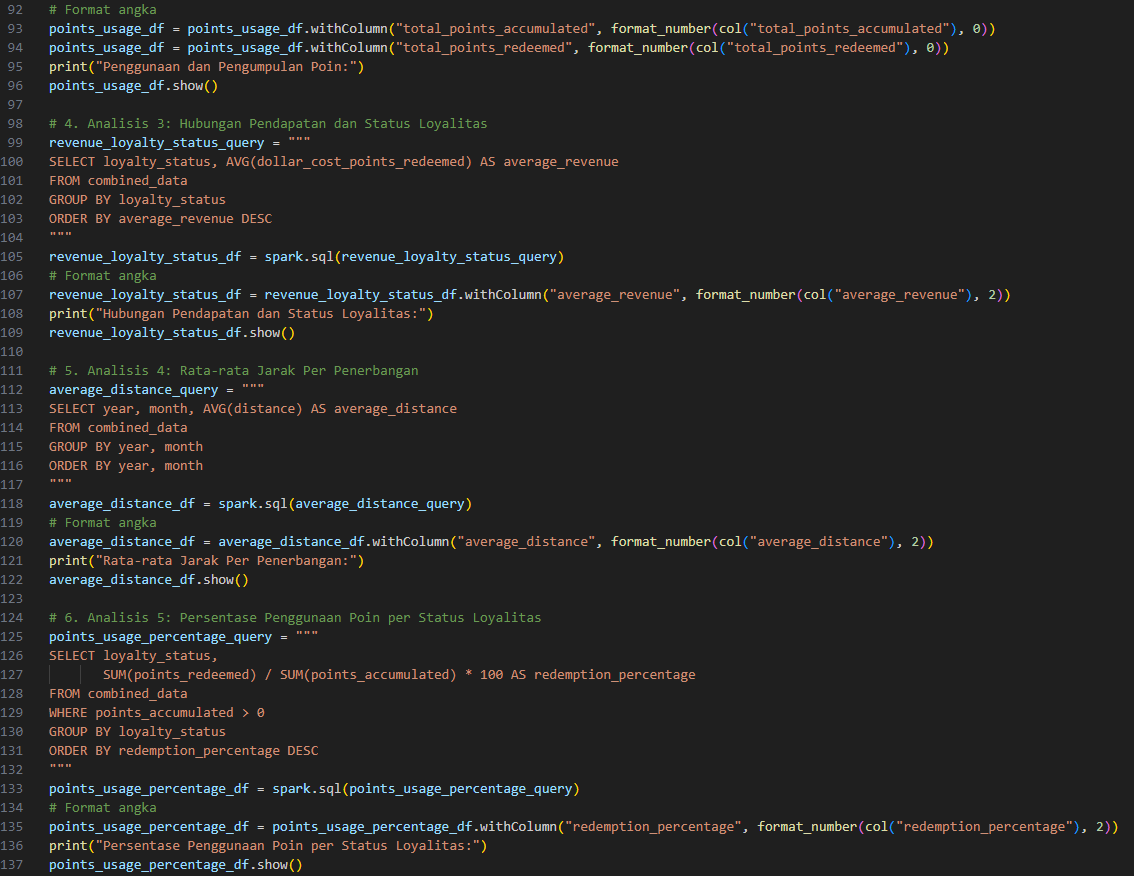 92 # Format angka
93 points_usage_df = points_usage_df.withColumn("total_points_accumulated", format_number(col("total_points_accumulated"), 0))
94 points_usage_df = points_usage_df.withColumn("total_points_redeemed", format_number(col("total_points_redeemed"), 0))
95 print("Penggunaan dan Pengumpulan Poin:")
96 points_usage_df.show()
97
98 # 4. Analisis 3: Hubungan Pendapatan dan Status Loyalitas
99 revenue_loyalty_status_query = """
100 SELECT loyalty_status, AVG(dollar_cost_points_redeemed) AS average_revenue
101 FROM combined_data
102 GROUP BY loyalty_status
103 ORDER BY average_revenue DESC
104 """
105 revenue_loyalty_status_df = spark.sql(revenue_loyalty_status_query)
106 # Format angka
107 revenue_loyalty_status_df = revenue_loyalty_status_df.withColumn("average_revenue", format_number(col("average_revenue"), 2))
108 print("Hubungan Pendapatan dan Status Loyalitas:")
109 revenue_loyalty_status_df.show()
110
111 # 5. Analisis 4: Rata-rata Jarak Per Penerbangan
112 average_distance_query = """
113 SELECT year, month, AVG(distance) AS average_distance
114 FROM combined_data
115 GROUP BY year, month
116 ORDER BY year, month
117 """
118 average_distance_df = spark.sql(average_distance_query)
119 # Format angka
120 average_distance_df = average_distance_df.withColumn("average_distance", format_number(col("average_distance"), 2))
121 print("Rata-rata Jarak Per Penerbangan:")
122 average_distance_df.show()
123
124 # 6. Analisis 5: Persentase Penggunaan Poin per Status Loyalitas
125 points_usage_percentage_query = """
126 SELECT loyalty_status,
127 SUM(points_redeemed) / SUM(points_accumulated) * 100 AS redemption_percentage
128 FROM combined_data
129 WHERE points_accumulated > 0
130 GROUP BY loyalty_status
131 ORDER BY redemption_percentage DESC
132 """
133 points_usage_percentage_df = spark.sql(points_usage_percentage_query)
134 # Format angka
135 points_usage_percentage_df = points_usage_percentage_df.withColumn("redemption_percentage", format_number(col("redemption_percentage"), 2))
136 print("Persentase Penggunaan Poin per Status Loyalitas:")
137 points_usage_percentage_df.show()